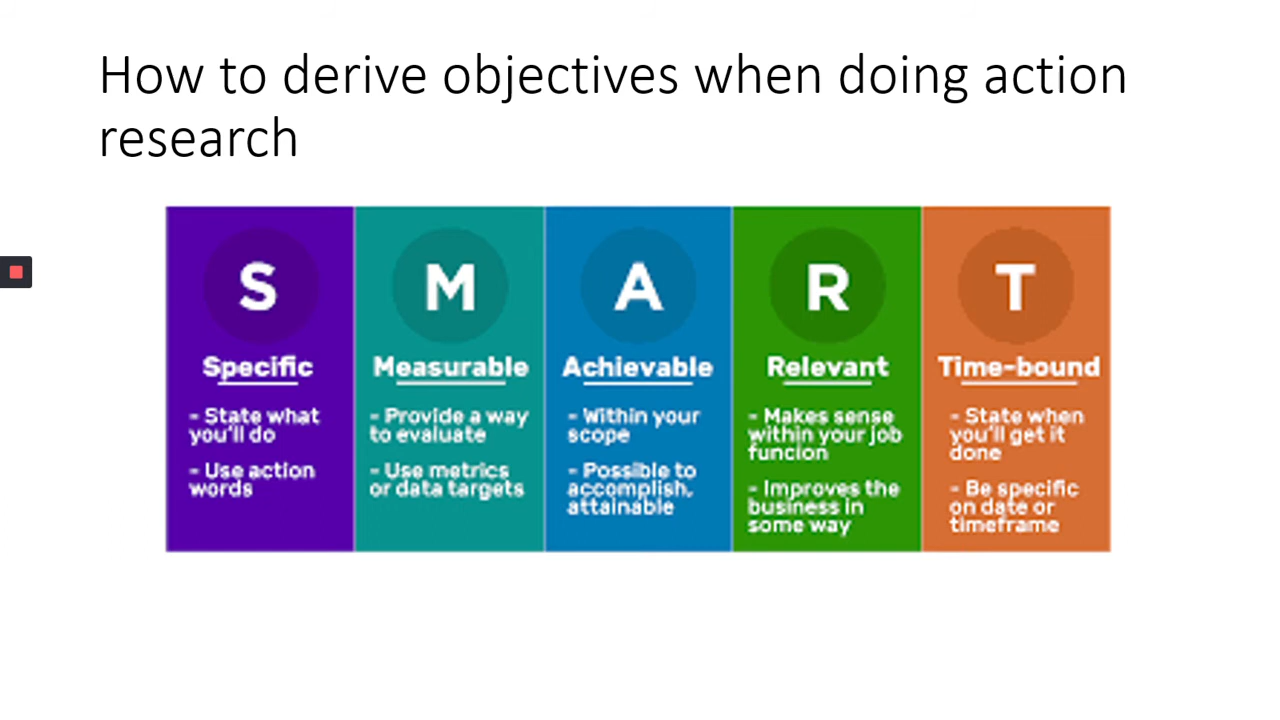 How to derive objectives when doing action
research
S
M
A
R
T
Specific
- State what
you'll do
- Use action
words
Measurable
- Provide a way
to evaluate
- Use metrics
or data targets
Achievable
- Within your
scope
- Possible to
accomplish,
attainable
Relevant
- Makes sense
within your job
funcion
- Improves the
business in
some way
Time-bound
- State when
you'll get it
done
- Be specific
on date or
timeframe